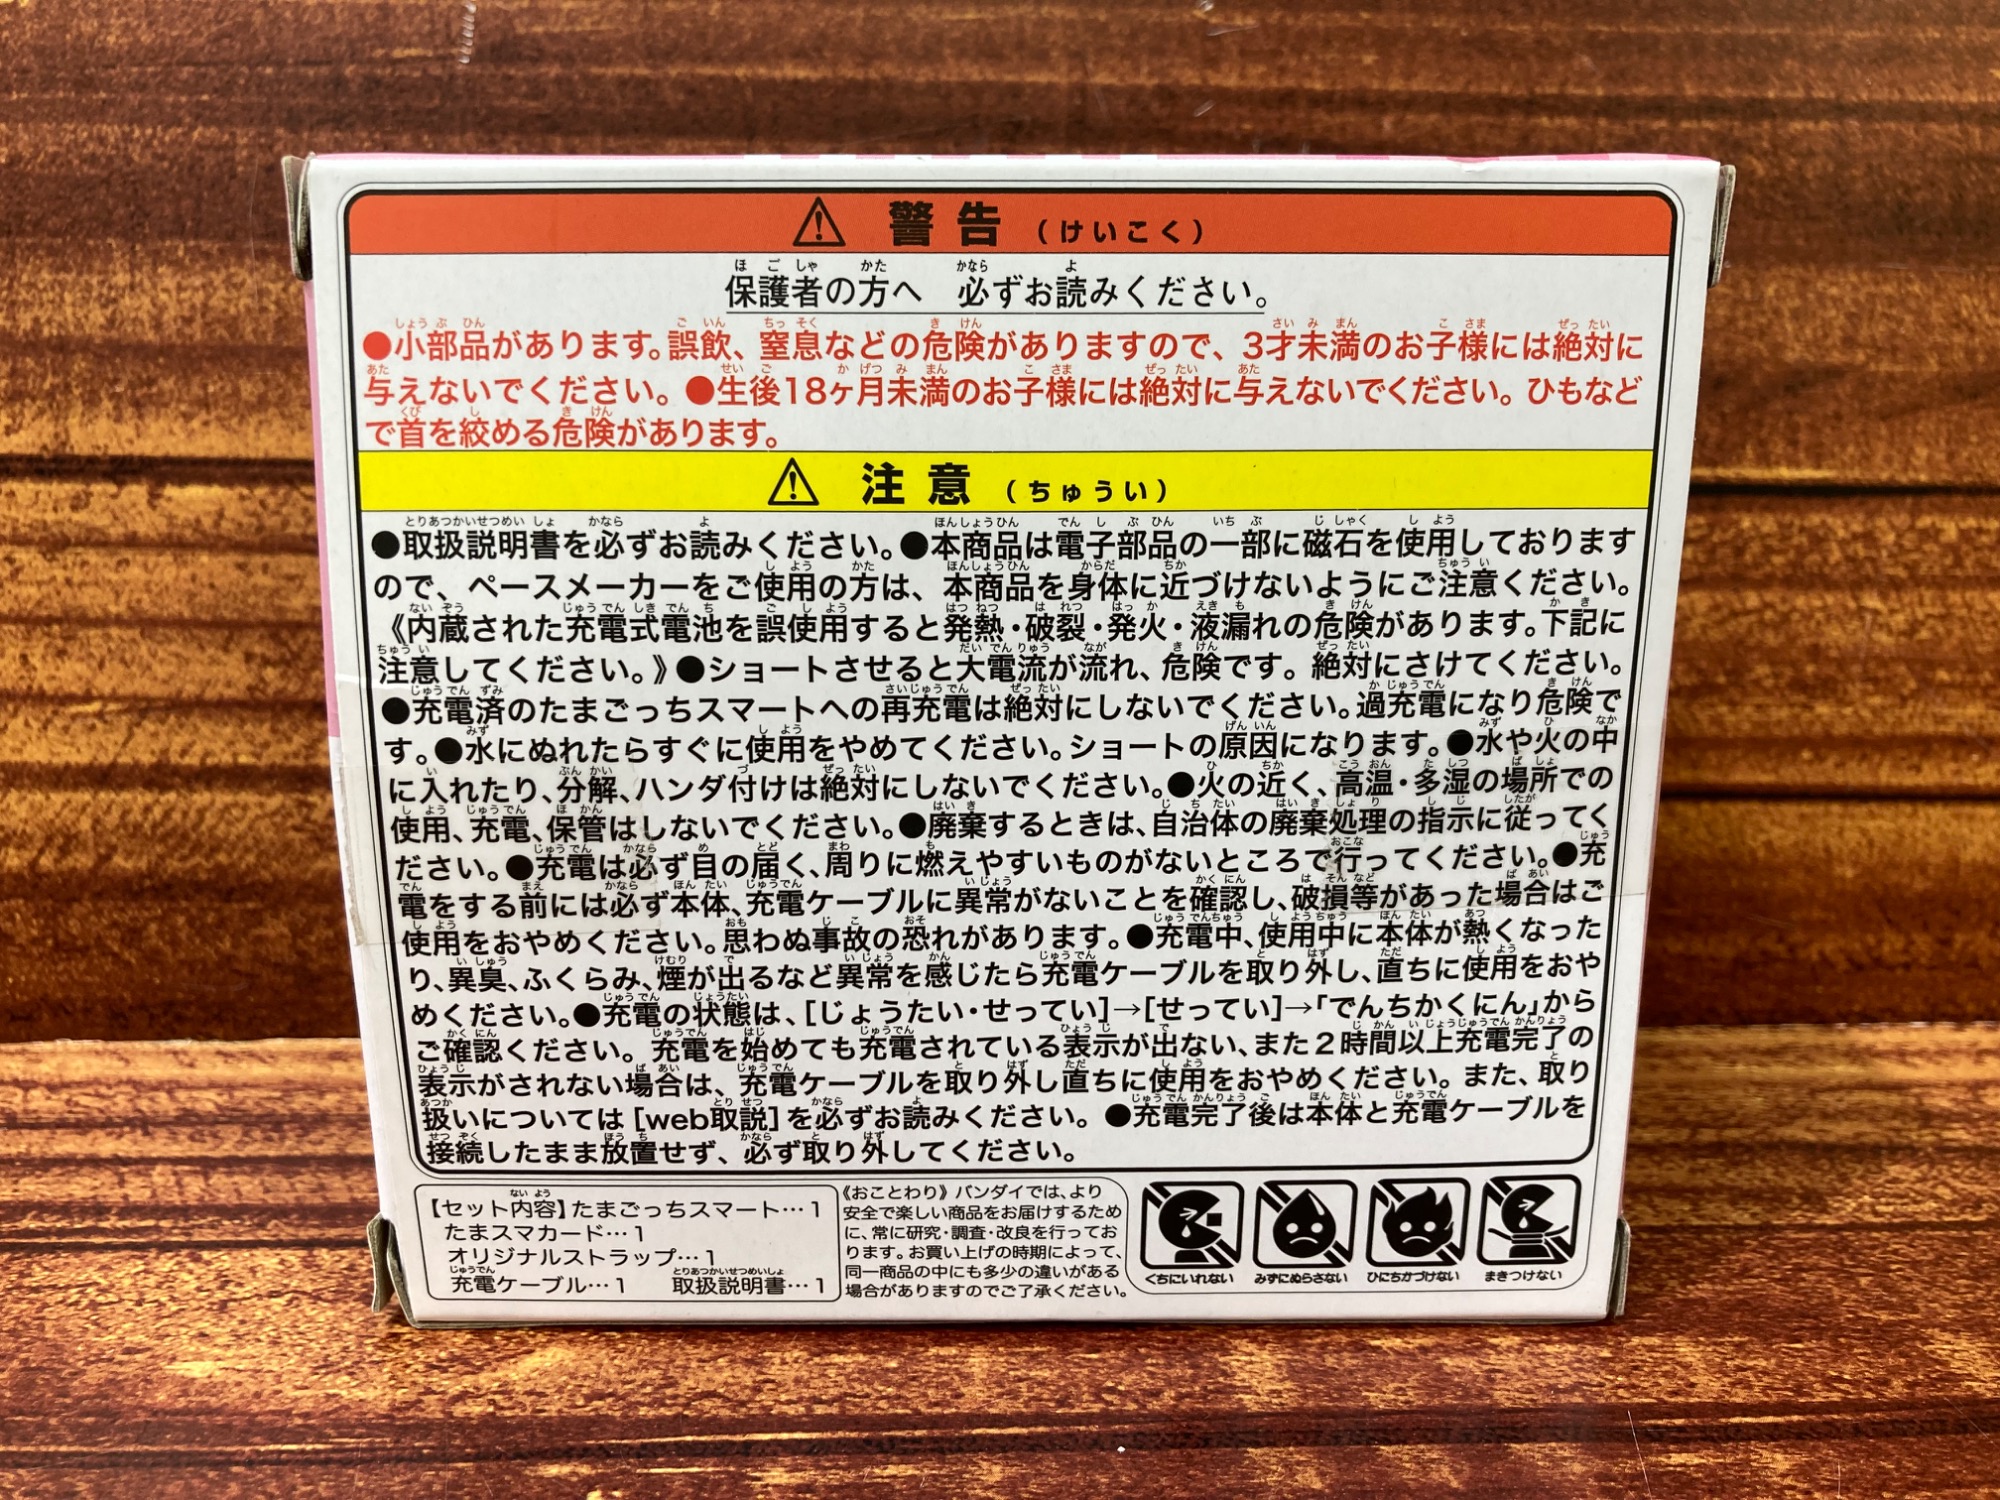 警告（けいこく）
保護者の方へ　必ずお読みください。
●小部品があります。誤飲、窒息などの危険がありますので、3才未満のお子様には絶対に
与えないでください。●生後18ヶ月未満のお子様には絶対に与えないでください。ひもなど
で首を絞める危険があります。
注意（ちゅうい）
●取扱説明書を必ずお読みください。●本商品は電子部品の一部に磁石を使用しております
ので、ペースメーカーをご使用の方は、本商品を身体に近づけないようにご注意ください。
《内蔵された充電式電池を誤使用すると発熱・破裂・発火・液漏れの危険があります。下記に
注意してください。》●ショートさせると大電流が流れ、危険です。絶対にさけてください。
●充電済のたまごっちスマートへの再充電は絶対にしないでください。過充電になり危険で
す。●水にぬれたらすぐに使用をやめてください。ショートの原因になります。●水や火の中
に入れたり、分解、ハンダ付けは絶対にしないでください。●火の近く、高温・多湿の場所での
使用、充電、保管はしないでください。●廃棄するときは、自治体の廃棄処理の指示に従ってく
ださい。●充電は必ず目の届く、周りに燃えやすいものがないところで行ってください。●充
電をする前には必ず本体、充電ケーブルに異常がないことを確認し、破損等があった場合はご
使用をおやめください。思わぬ事故の恐れがあります。●充電中、使用中に本体が熱くなった
り、異臭、ふくらみ、煙が出るなど異常を感じたら充電ケーブルを取り外し、直ちに使用をおや
めください。●充電の状態は、[じょうたい・せってい]→[せってい]→「でんちかくにん」から
ご確認ください。充電を始めても充電されている表示が出ない、また2時間以上充電完了の
表示がされない場合は、充電ケーブルを取り外し直ちに使用をおやめください。また、取り
扱いについては[web取説]を必ずお読みください。●充電完了後は本体と充電ケーブルを
接続したまま放置せず、必ず取り外してください。
【セット内容】たまごっちスマート…1
たまスマカード…1
オリジナルストラップ…1
充電ケーブル…1　取扱説明書…1
《おことわり》バンダイでは、より
安全で楽しい商品をお届けするため
に、常に研究・調査・改良を行ってお
ります。お買い上げの時期によって、
同一商品の中にも多少の違いがある
場合がありますのでご了承ください。
くちにいれない　みずにぬらさない　ひにちかづけない　まきつけない